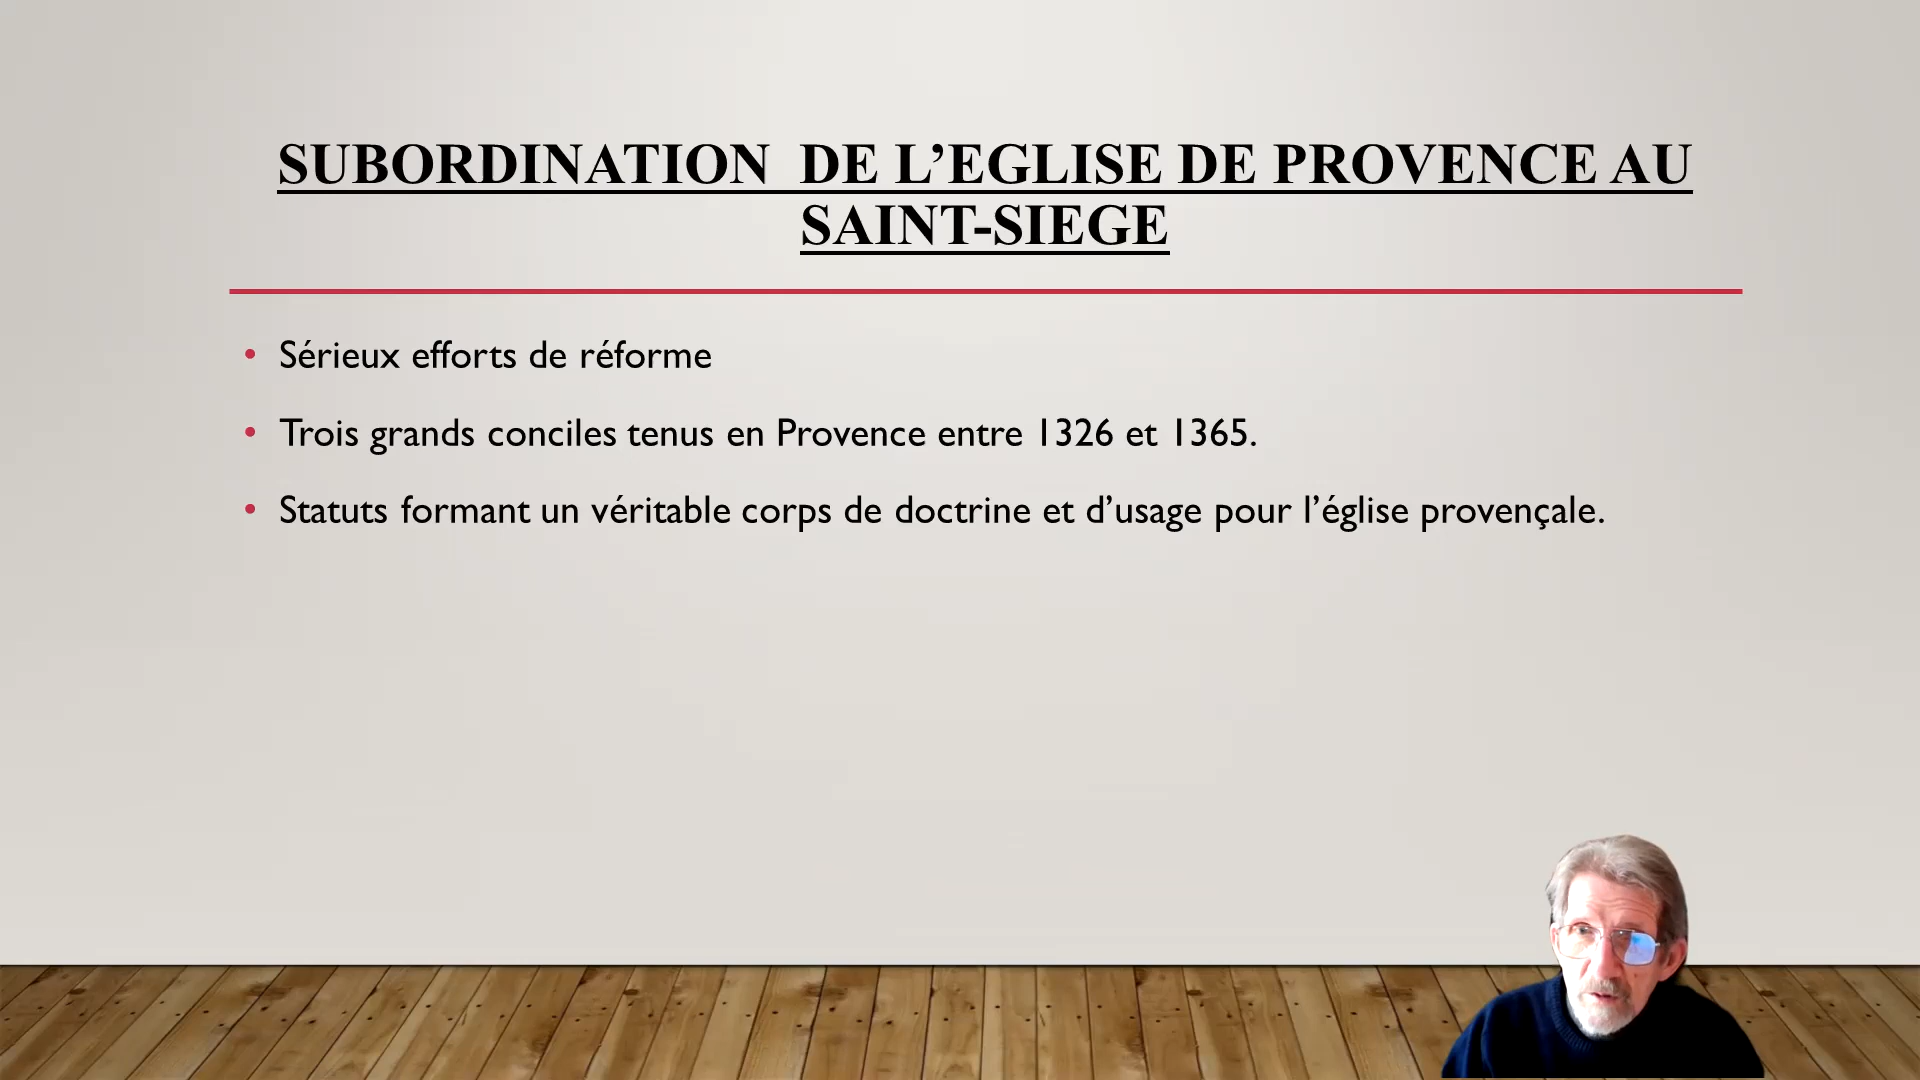 SUBORDINATION DE L’EGLISE DE PROVENCE AU
SAINT-SIEGE
• Sérieux efforts de réforme
• Trois grands conciles tenus en Provence entre 1326 et 1365.
• Statuts formant un véritable corps de doctrine et d’usage pour l’église provençale.